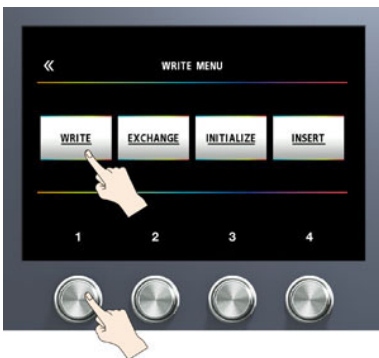 « WRITE MENU
WRITE EXCHANGE INITIALIZE INSERT
1 2 3 4